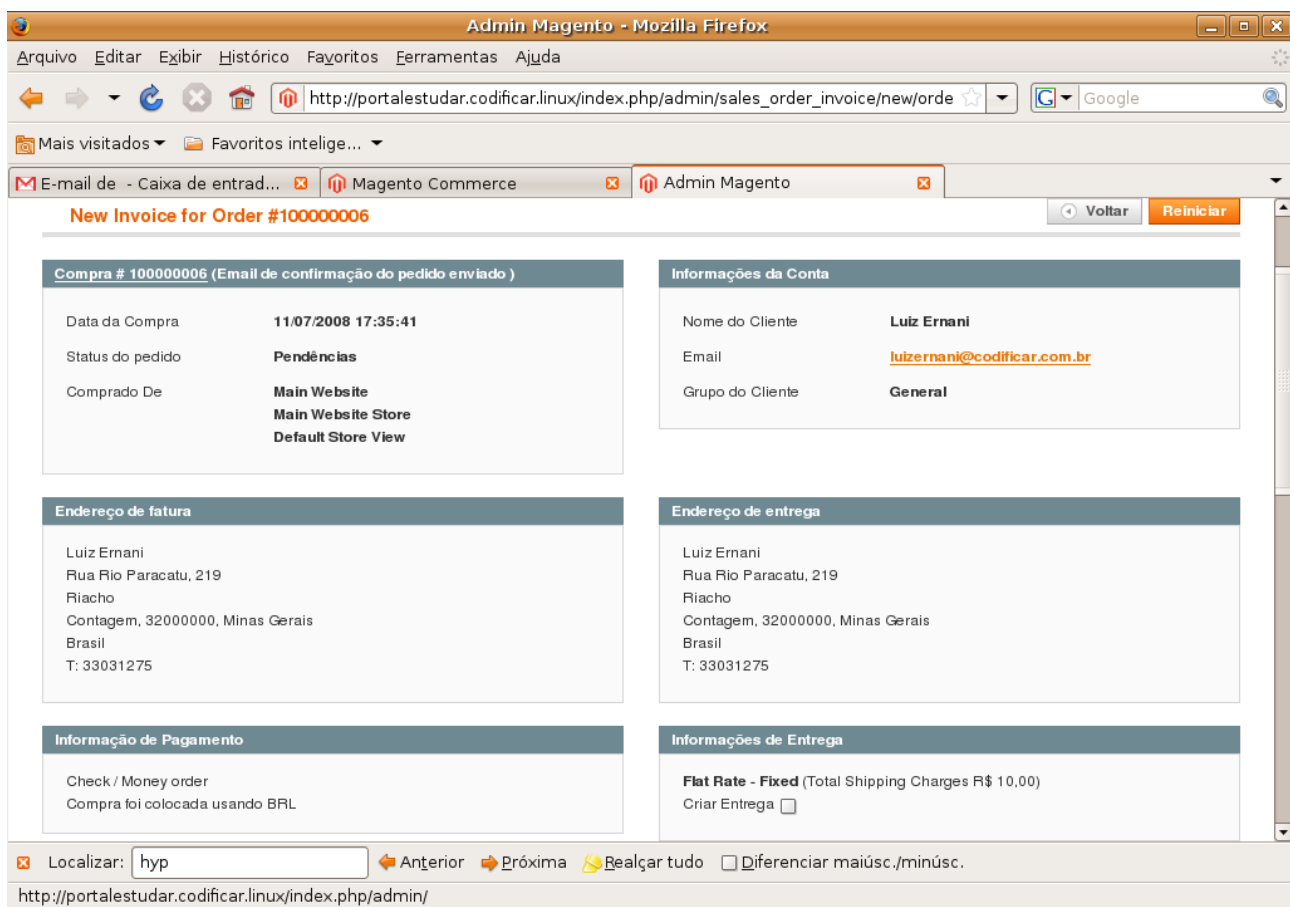 Admin Magento - Mozilla Firefox
Arquivo Editar Exibir Histórico Favoritos Ferramentas Ajuda
http://portalestudar.codificar.linux/index.php/admin/sales_order_invoice/new/orde
Google
Mais visitados Favoritos intelige...
E-mail de - Caixa de entrad... Magento Commerce Admin Magento
New Invoice for Order #100000006
Voltar Reiniciar
Compra # 100000006 (Email de confirmação do pedido enviado )
Data da Compra 11/07/2008 17:35:41
Status do pedido Pendências
Comprado De Main Website
Main Website Store
Default Store View
Informações da Conta
Nome do Cliente Luiz Ernani
Email luizernani@codificar.com.br
Grupo do Cliente General
Endereço de fatura
Luiz Ernani
Rua Rio Paracatu, 219
Riacho
Contagem, 32000000, Minas Gerais
Brasil
T: 33031275
Endereço de entrega
Luiz Ernani
Rua Rio Paracatu, 219
Riacho
Contagem, 32000000, Minas Gerais
Brasil
T: 33031275
Informação de Pagamento
Check / Money order
Compra foi colocada usando BRL
Informações de Entrega
Flat Rate - Fixed (Total Shipping Charges R$ 10,00)
Criar Entrega
Localizar: hyp Anterior Próxima Realçar tudo Diferenciar maiúsc./minúsc.
http://portalestudar.codificar.linux/index.php/admin/